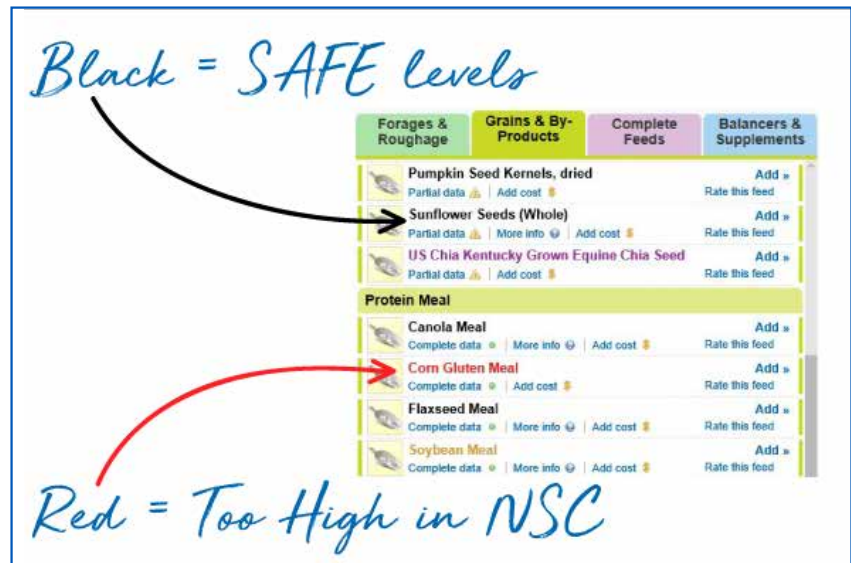 Black = SAFE levels
Forages & Roughage
Grains & By-Products
Complete Feeds
Balancers & Supplements
Pumpkin Seed Kernels, dried Add »
Partial data | Add cost Rate this feed
Sunflower Seeds (Whole) Add »
Partial data | More info | Add cost Rate this feed
US Chia Kentucky Grown Equine Chia Seed Add »
Partial data | Add cost Rate this feed
Protein Meal
Canola Meal Add »
Complete data | More info | Add cost Rate this feed
Corn Gluten Meal Add »
Complete data | Add cost Rate this feed
Flaxseed Meal Add »
Complete data | More info | Add cost Rate this feed
Soybean Meal Add »
Complete data | More info | Add cost Rate this feed
Red = Too High in NSC